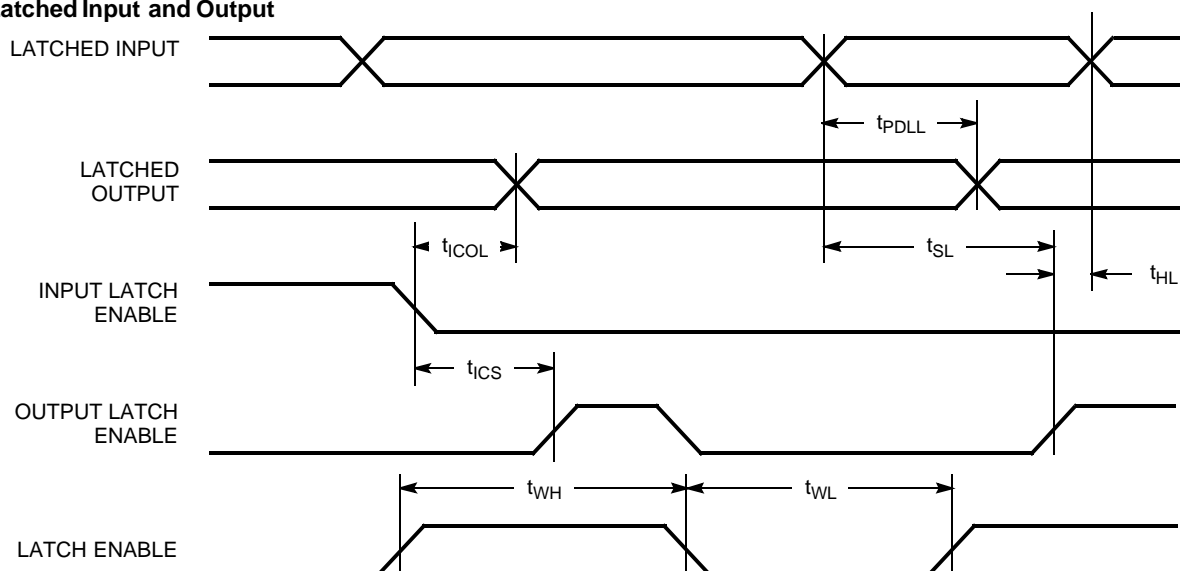 atched Input and Output
LATCHED INPUT
tPDLL
LATCHED
OUTPUT
tICOL
tSL
tHL
INPUT LATCH
ENABLE
tICS
OUTPUT LATCH
ENABLE
tWH
tWL
LATCH ENABLE